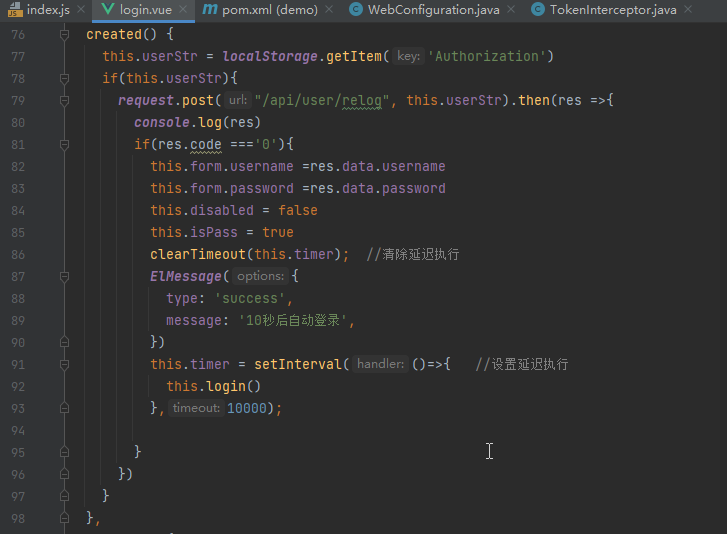 index.js × login.vue × pom.xml (demo) × WebConfiguration.java × TokenInterceptor.java ×
76 created() {
77 this.userStr = localStorage.getItem( key: 'Authorization')
78 if(this.userStr){
79 request.post( url: "/api/user/relog", this.userStr).then(res =>{
80 console.log(res)
81 if(res.code ==='0'){
82 this.form.username =res.data.username
83 this.form.password =res.data.password
84 this.disabled = false
85 this.isPass = true
86 clearTimeout(this.timer); //清除延迟执行
87 ElMessage( options: {
88 type: 'success',
89 message: '10秒后自动登录',
90 })
91 this.timer = setInterval( handler: ()=>{ //设置延迟执行
92 this.login()
93 }, timeout: 10000);
94
95 }
96 })
97 }
98 },